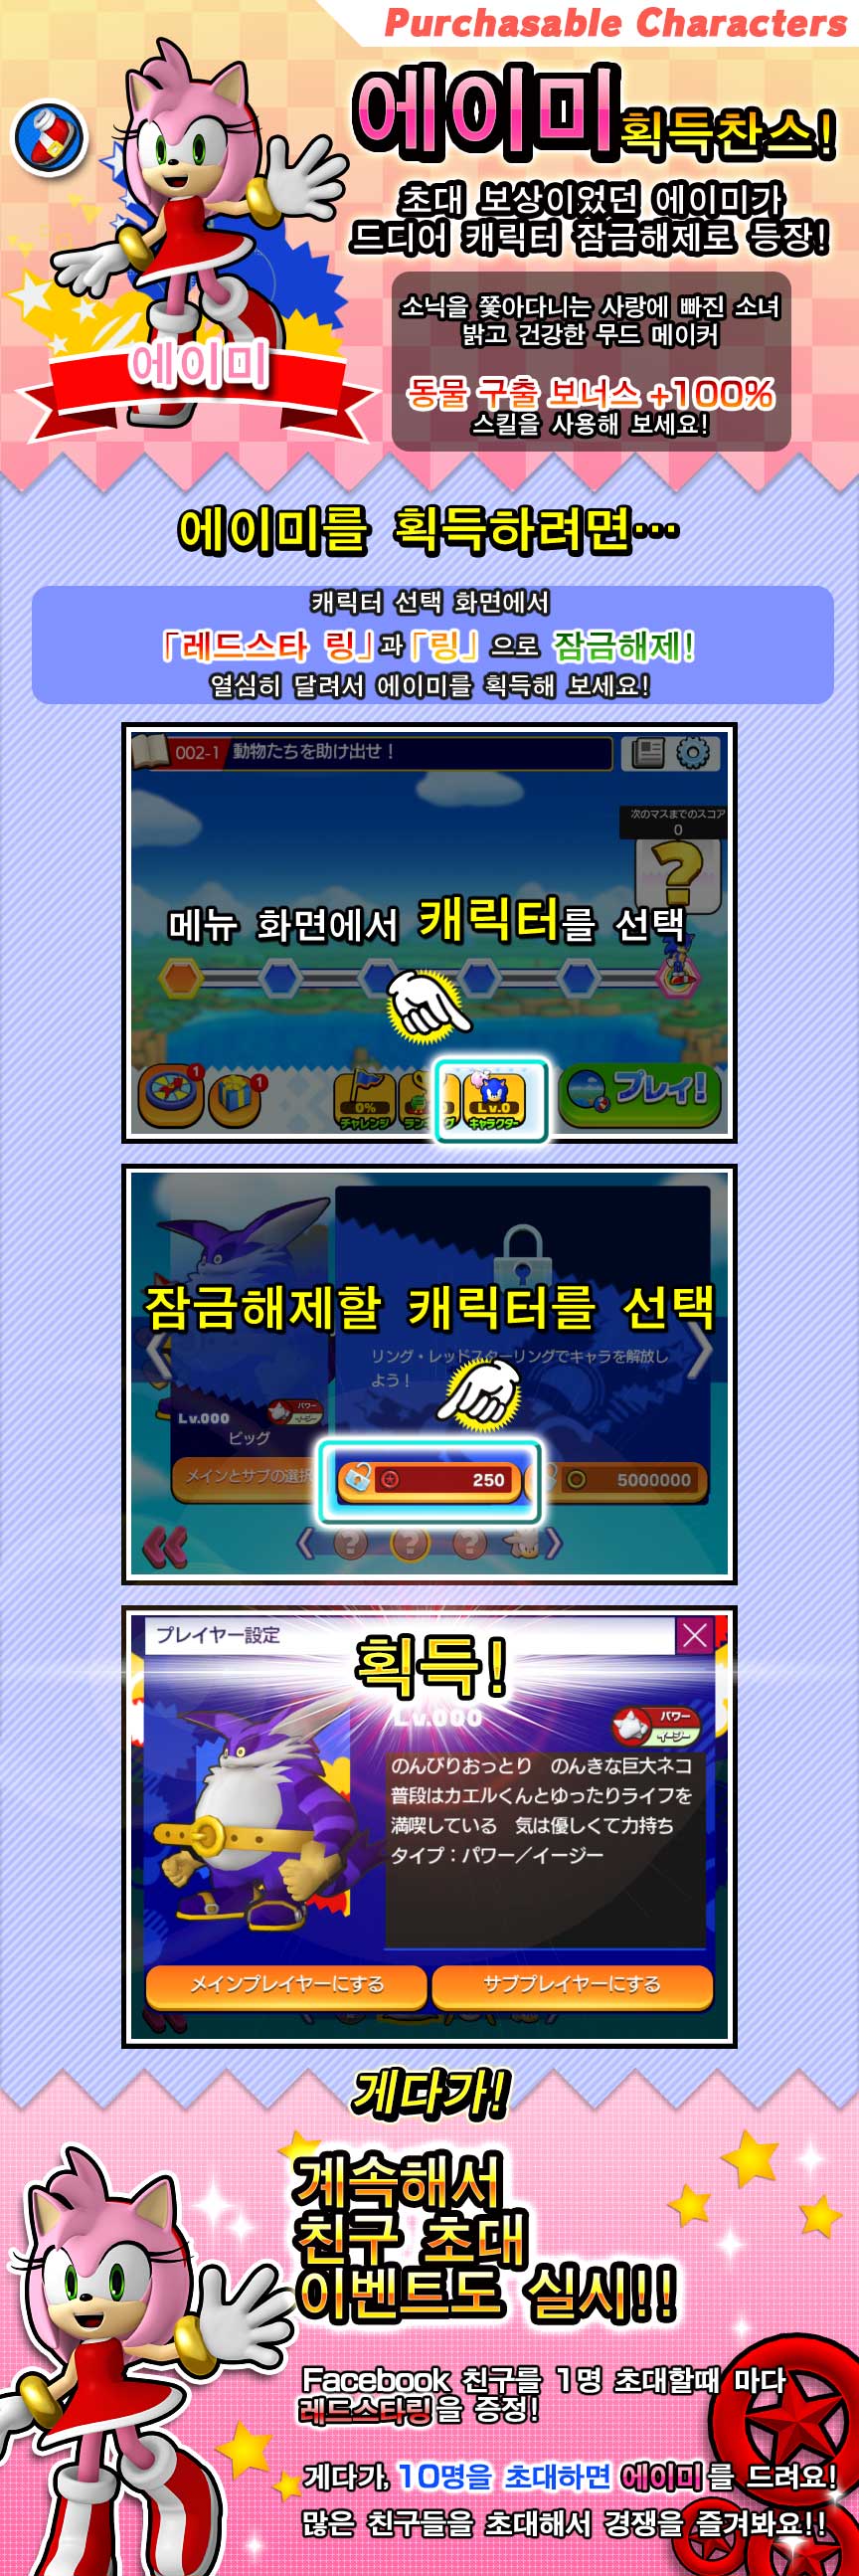 Purchasable Characters
에이미획득찬스!
초대 보상이었던 에이미가
드디어 캐릭터 잠금해제로 등장!
소닉을 쫓아다니는 사랑에 빠진 소녀
밝고 건강한 무드 메이커
동물 구출 보너스 +100%
스킬을 사용해 보세요!
에이미
에이미를 획득하려면…
캐릭터 선택 화면에서
「레드스타 링」과「링」으로 잠금해제!
열심히 달려서 에이미를 획득해 보세요!
002-1 動物たちを助け出せ！
次のマスまでのスコア
0
메뉴 화면에서 캐릭터를 선택
1
1
0%
チャレンジ
Lv.0
キャラクター
プレイ!
잠금해제할 캐릭터를 선택
リング・レッドスターリングでキャラを解放し
よう！
Lv.000
パワー
イージー
ビッグ
メインとサブの選択
250
5000000
プレイヤー設定
획득!
Lv.000
パワー
イージー
のんびりおっとり　のんきな巨大ネコ
普段はカエルくんとゆったりライフを
満喫している　気は優しくて力持ち
タイプ：パワー／イージー
メインプレイヤーにする
サブプレイヤーにする
게다가!
계속해서
친구 초대
이벤트도 실시!!
Facebook 친구를 1명 초대할때 마다
레드스타링을 증정!
게다가, 10명을 초대하면 에이미를 드려요!
많은 친구들을 초대해서 경쟁을 즐겨봐요!!